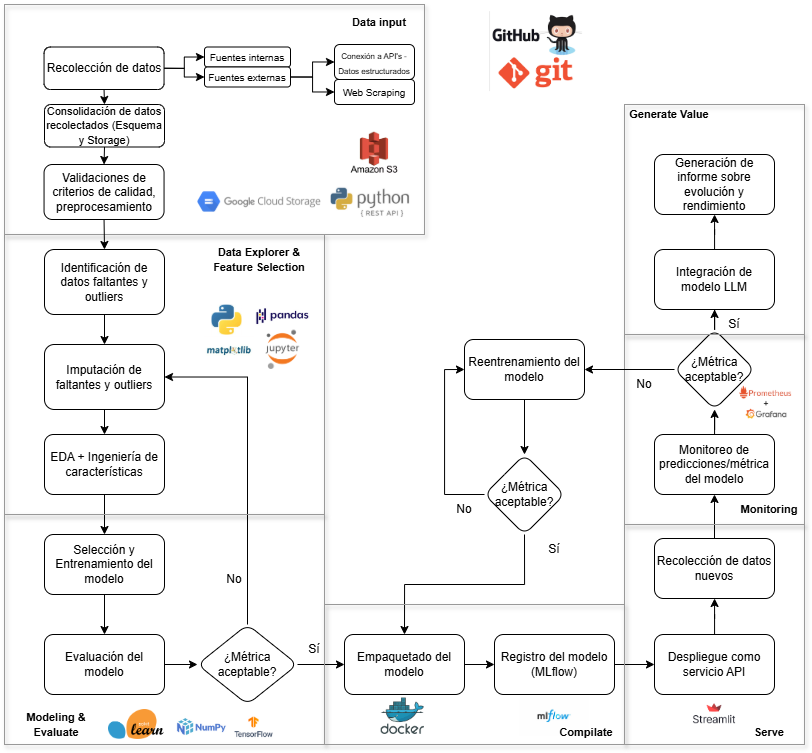 Data input
Recolección de datos
Fuentes internas
Fuentes externas
Conexión a API's -
Datos estructurados
Web Scraping
Consolidación de datos
recolectados (Esquema
y Storage)
Validaciones de
criterios de calidad,
preprocesamiento
Amazon S3
Google Cloud Storage
python
{ REST API }
GitHub
git
Data Explorer &
Feature Selection
Identificación de
datos faltantes y
outliers
pandas
matplotlib
jupyter
Imputación de
faltantes y outliers
EDA + Ingeniería de
características
Selección y
Entrenamiento del
modelo
No
Evaluación del
modelo
¿Métrica
aceptable?
Sí
Modeling &
Evaluate
learn
NumPy
TensorFlow
Reentrenamiento del
modelo
¿Métrica
aceptable?
No
Sí
Empaquetado del
modelo
Registro del modelo
(MLflow)
docker
mlflow
Compilate
Despliegue como
servicio API
Streamlit
Serve
Recolección de datos
nuevos
Monitoring
Monitoreo de
predicciones/métrica
del modelo
¿Métrica
aceptable?
Prometheus
+
Grafana
No
Sí
Integración de
modelo LLM
Generación de
informe sobre
evolución y
rendimiento
Generate Value